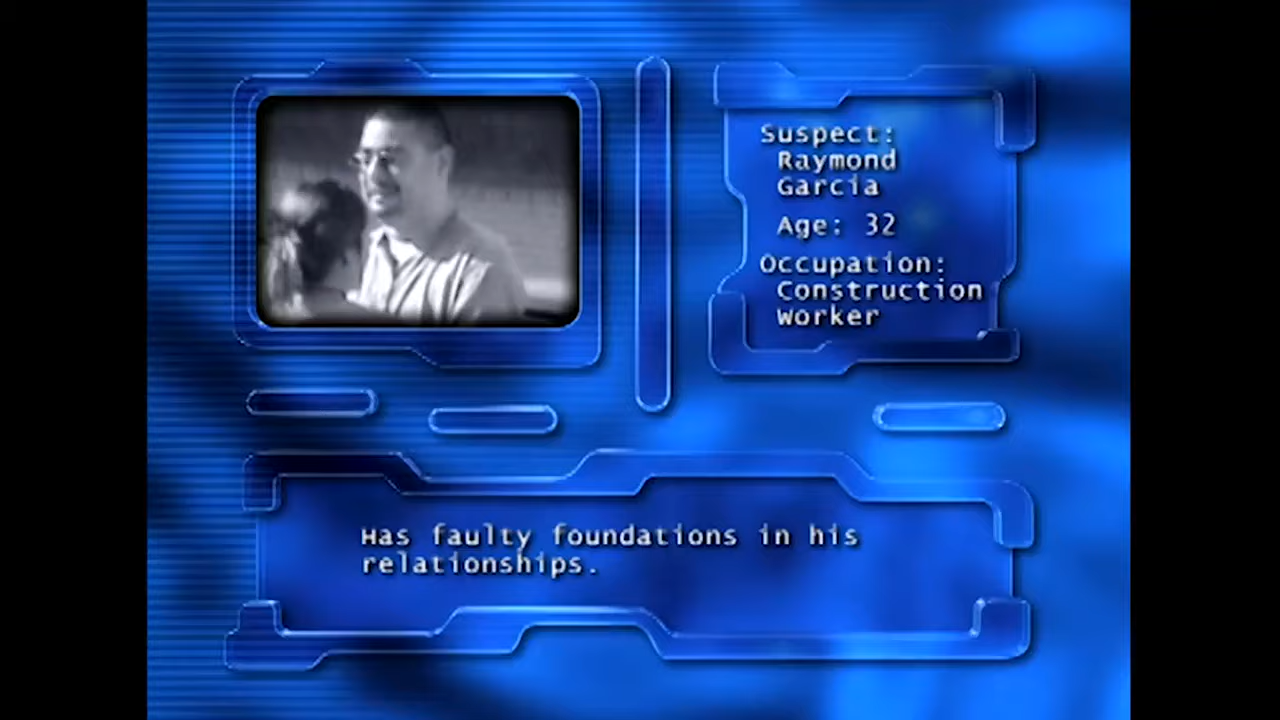 Suspect:
Raymond
Garcia
Age: 32
Occupation:
Construction
Worker
Has faulty foundations in his
relationships.